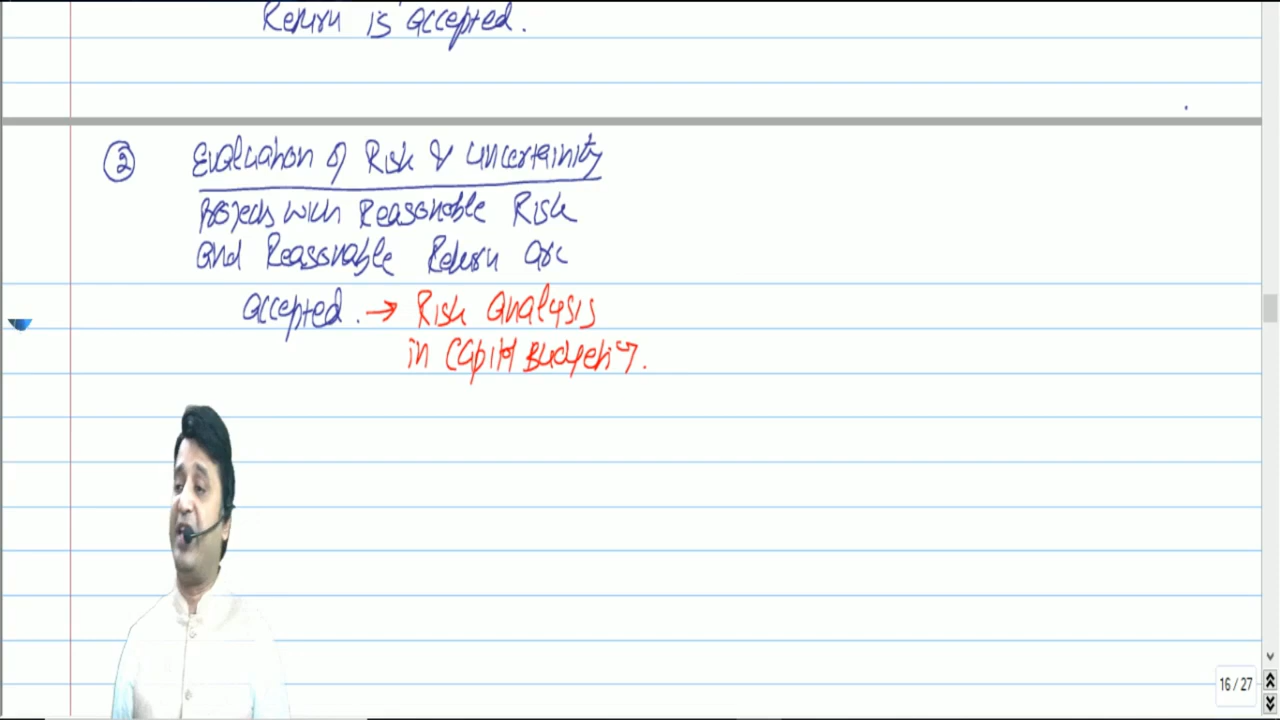 Return is accepted.
② Evaluation of Risk & Uncertainity
Projects with Reasonable Risk
and Reasonable Return are
accepted. → Risk Analysis
in Capital Budgeting.
16 / 27